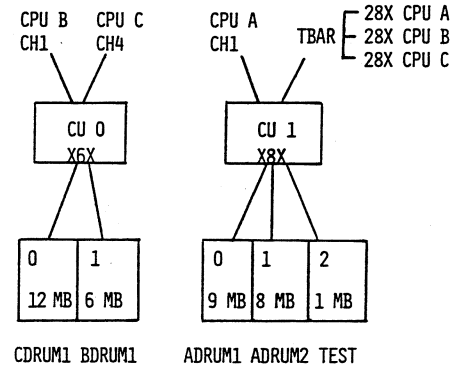 CPU B CPU C
CH1 CH4
CU 0
X6X
0 1
12 MB 6 MB
CDRUM1 BDRUM1
CPU A
CH1
TBAR
28X CPU A
28X CPU B
28X CPU C
CU 1
X8X
0 1 2
9 MB 8 MB 1 MB
ADRUM1 ADRUM2 TEST